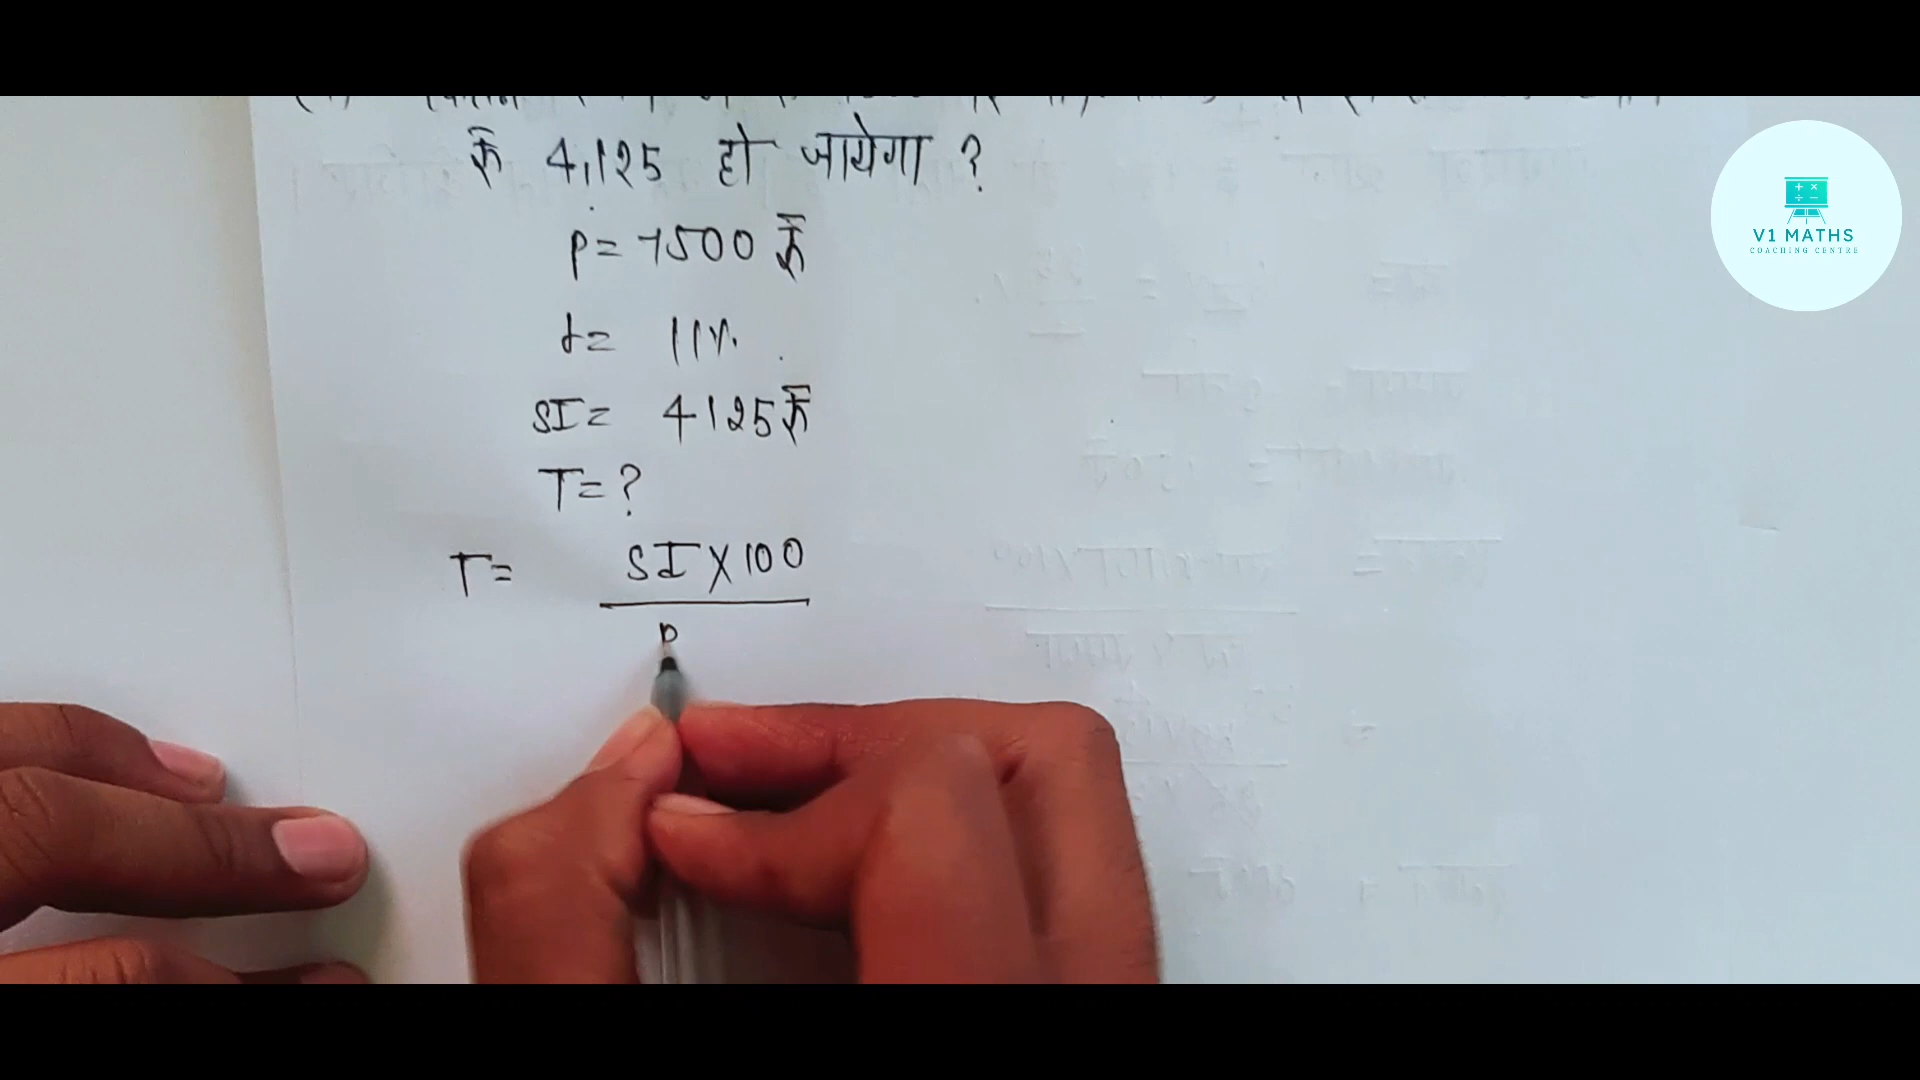 रू 4,125 हो जायेगा ?
P= 7500 रू
r= 11%.
SI= 4125 रू
T= ?
T= SI X 100
P
V1 MATHS
COACHING CENTRE